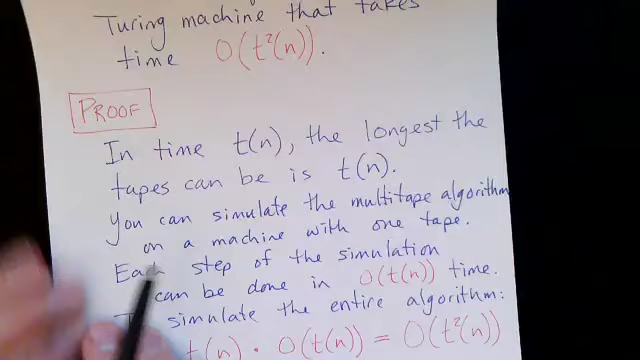 Turing machine that takes
time O(t²(n)).
PROOF
In time t(n), the longest the
tapes can be is t(n).
You can simulate the multitape algorithm
on a machine with one tape.
Each step of the simulation
can be done in O(t(n)) time.
simulate the entire algorithm:
t(n) · O(t(n)) = O(t²(n))